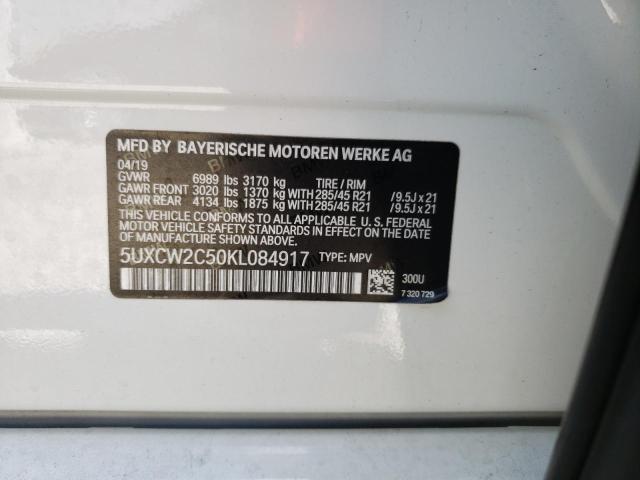 MFD BY BAYERISCHE MOTOREN WERKE AG
04/19
GVWR 6989 lbs 3170 kg TIRE / RIM
GAWR FRONT 3020 lbs 1370 kg WITH 285/45 R21 /9.5J x 21
GAWR REAR 4134 lbs 1875 kg WITH 285/45 R21 /9.5J x 21
THIS VEHICLE CONFORMS TO ALL APPLICABLE U. S. FEDERAL
MOTOR VEHICLE SAFETY STANDARDS IN EFFECT ON THE DATE
OF MANUFACTURE SHOWN ABOVE.
5UXCW2C50KL084917 TYPE: MPV
300U
7 320 729